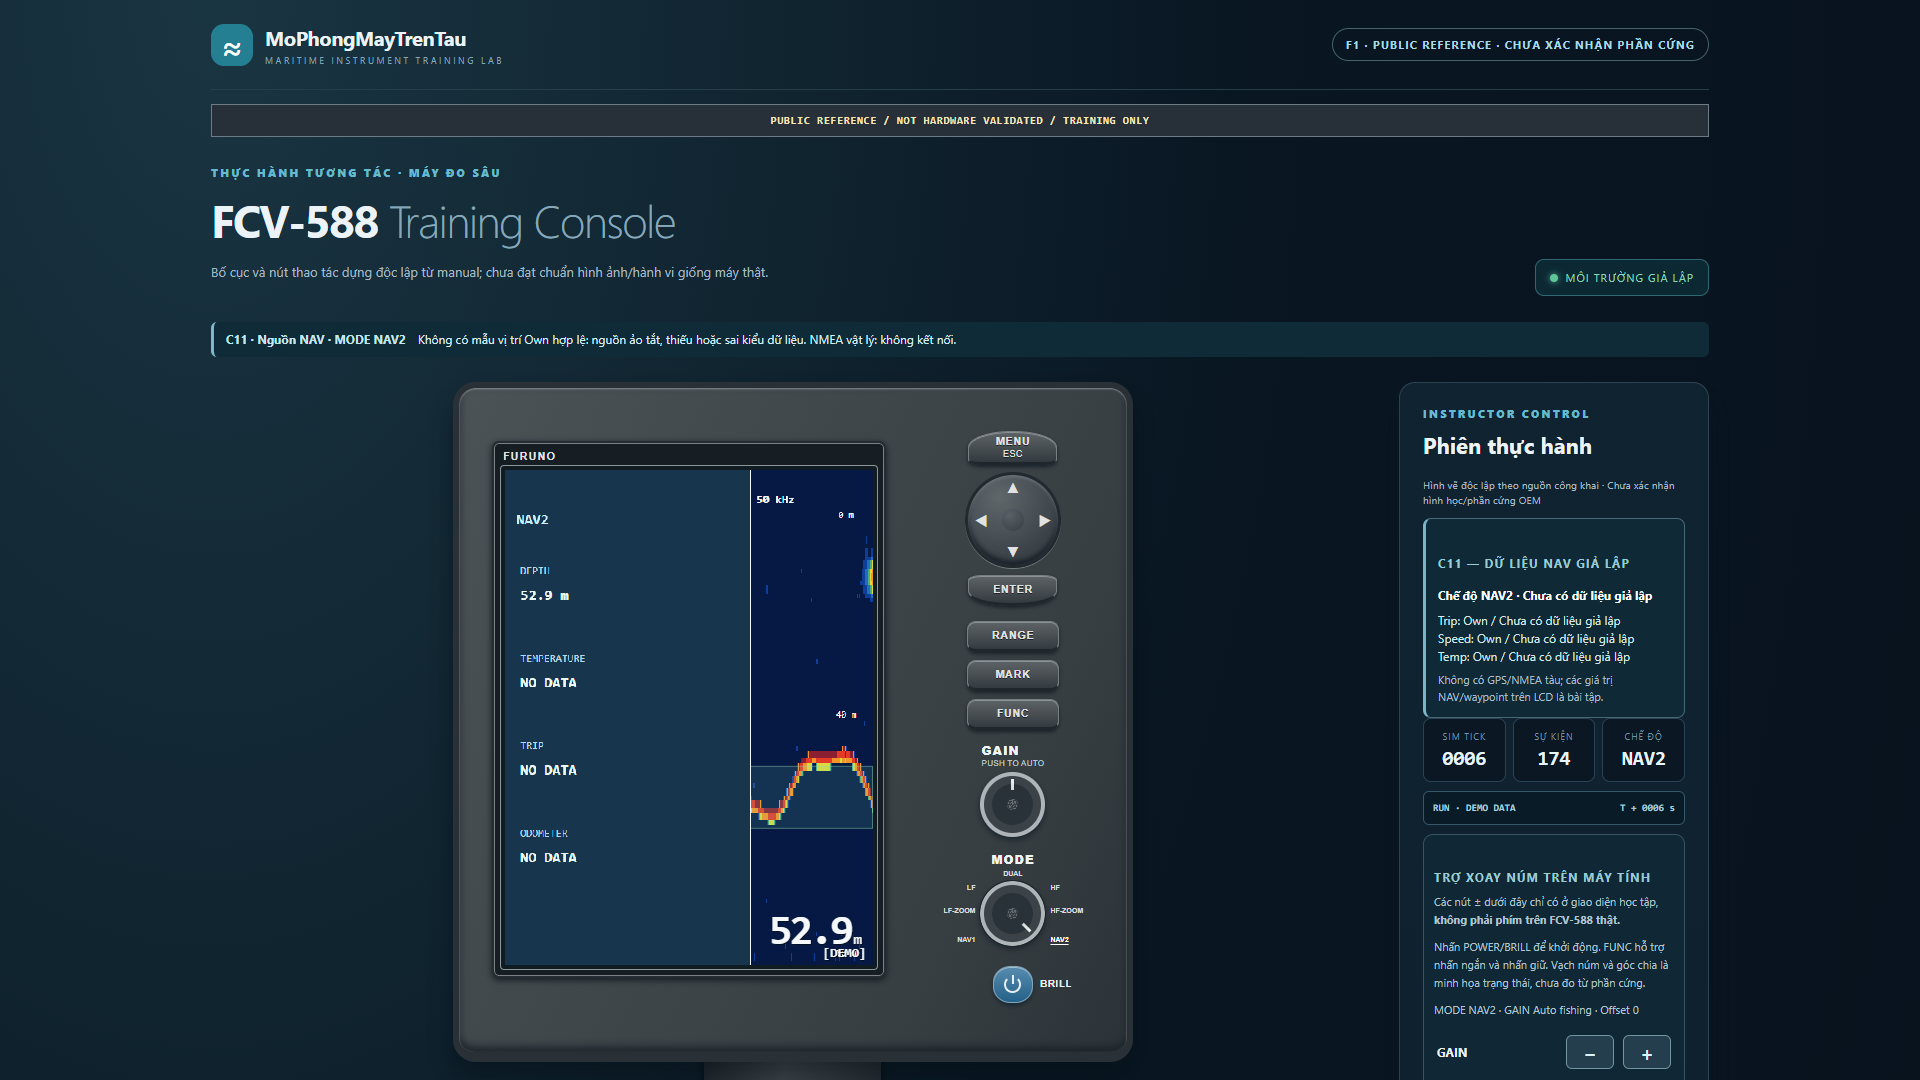 ≈
MoPhongMayTrenTau
MARITIME INSTRUMENT TRAINING LAB
F1 · PUBLIC REFERENCE · CHƯA XÁC NHẬN PHẦN CỨNG
PUBLIC REFERENCE / NOT HARDWARE VALIDATED / TRAINING ONLY
THỰC HÀNH TƯƠNG TÁC · MÁY ĐO SÂU
FCV-588 Training Console
Bố cục và nút thao tác dựng độc lập từ manual; chưa đạt chuẩn hình ảnh/hành vi giống máy thật.
MÔI TRƯỜNG GIẢ LẬP
C11 · Nguồn NAV · MODE NAV2 Không có mẫu vị trí Own hợp lệ: nguồn ảo tắt, thiếu hoặc sai kiểu dữ liệu. NMEA vật lý: không kết nối.
FURUNO
NAV2
DEPTH
52.9 m
TEMPERATURE
NO DATA
TRIP
NO DATA
ODOMETER
NO DATA
50 kHz
0 m
40 m
52.9m
[DEMO]
MENU
ESC
▲
◀ ▶
▼
ENTER
RANGE
MARK
FUNC
GAIN
PUSH TO AUTO
MODE
DUAL
LF HF
LF-ZOOM HF-ZOOM
NAV1 NAV2
BRILL
INSTRUCTOR CONTROL
Phiên thực hành
Hình vẽ độc lập theo nguồn công khai · Chưa xác nhận
hình học/phần cứng OEM
C11 — DỮ LIỆU NAV GIẢ LẬP
Chế độ NAV2 · Chưa có dữ liệu giả lập
Trip: Own / Chưa có dữ liệu giả lập
Speed: Own / Chưa có dữ liệu giả lập
Temp: Own / Chưa có dữ liệu giả lập
Không có GPS/NMEA tàu; các giá trị
NAV/waypoint trên LCD là bài tập.
SIM TICK
0006
SỰ KIỆN
174
CHẾ ĐỘ
NAV2
RUN · DEMO DATA T + 0006 s
TRỢ XOAY NÚM TRÊN MÁY TÍNH
Các nút ± dưới đây chỉ có ở giao diện học tập,
không phải phím trên FCV-588 thật.
Nhấn POWER/BRILL để khởi động. FUNC hỗ trợ
nhấn ngắn và nhấn giữ. Vạch núm và góc chia là
minh họa trạng thái, chưa đo từ phần cứng.
MODE NAV2 · GAIN Auto fishing · Offset 0
GAIN − +